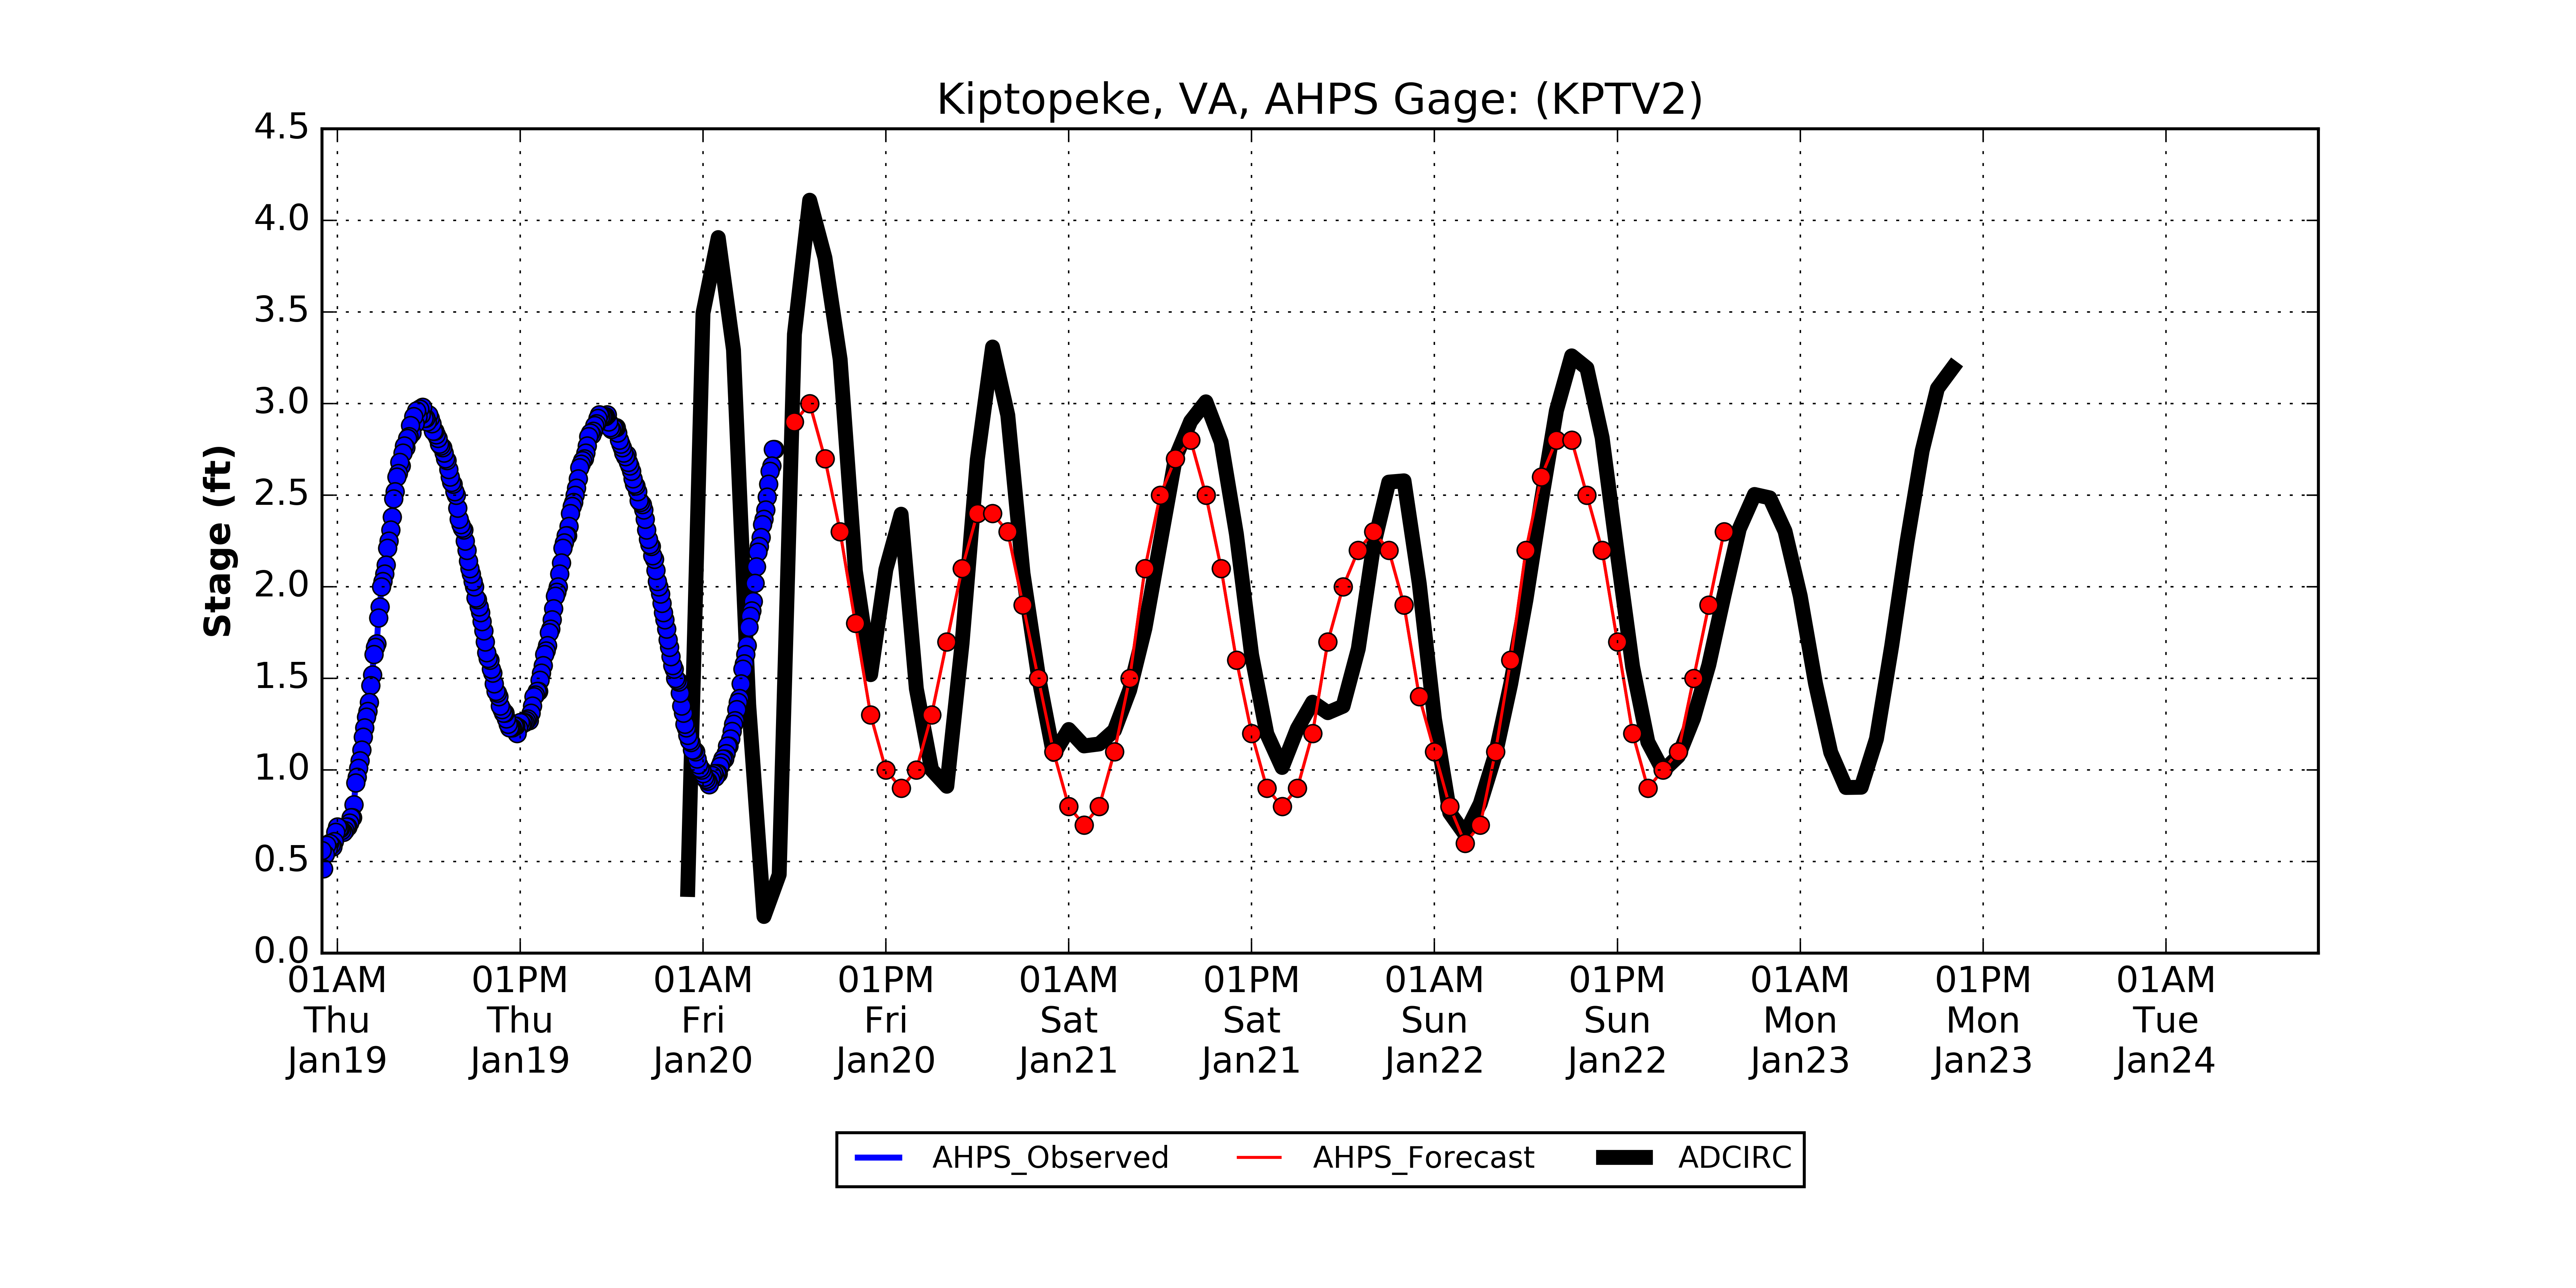 Kiptopeke, VA, AHPS Gage: (KPTV2)
4.5
4.0
3.5
3.0
2.5
2.0
1.5
1.0
0.5
0.0
Stage (ft)
01AM 01PM 01AM 01PM 01AM 01PM 01AM 01PM 01AM 01PM 01AM
Thu Thu Fri Fri Sat Sat Sun Sun Mon Mon Tue
Jan19 Jan19 Jan20 Jan20 Jan21 Jan21 Jan22 Jan22 Jan23 Jan23 Jan24
AHPS_Observed AHPS_Forecast ADCIRC